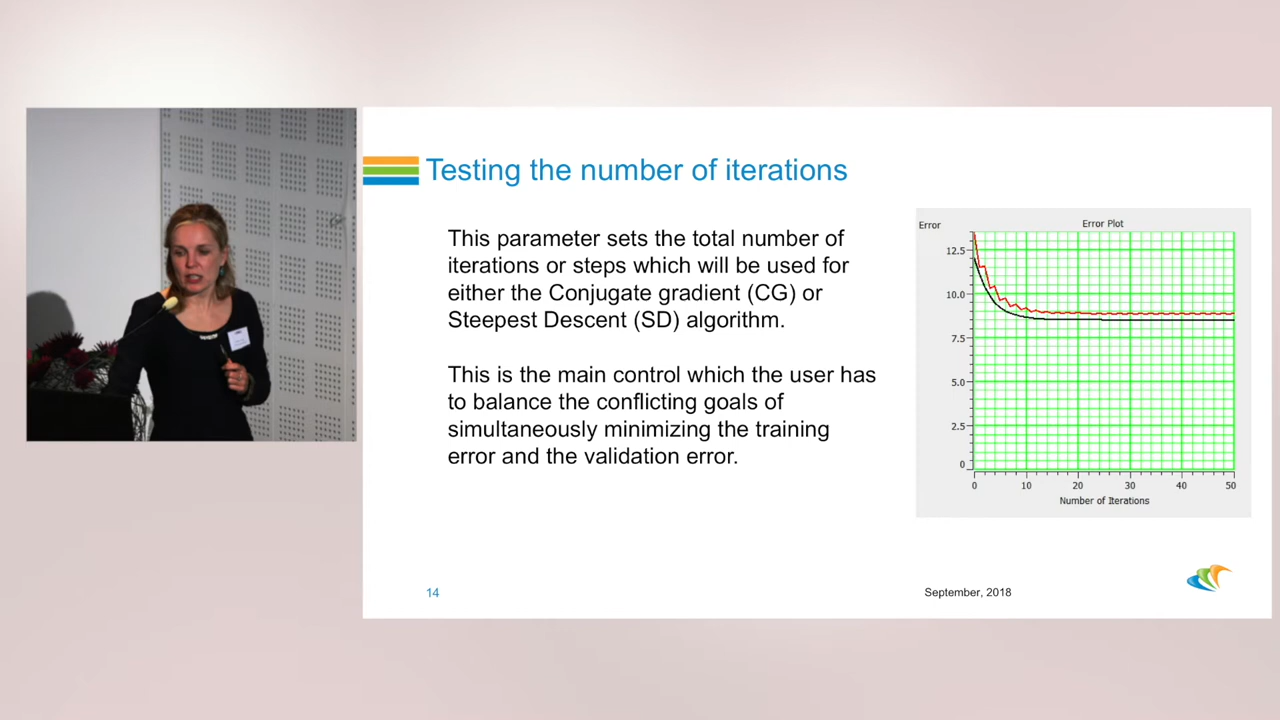 Testing the number of iterations
This parameter sets the total number of
iterations or steps which will be used for
either the Conjugate gradient (CG) or
Steepest Descent (SD) algorithm.
This is the main control which the user has
to balance the conflicting goals of
simultaneously minimizing the training
error and the validation error.
Error
Error Plot
12.5
10.0
7.5
5.0
2.5
0
0 10 20 30 40 50
Number of Iterations
14
September, 2018